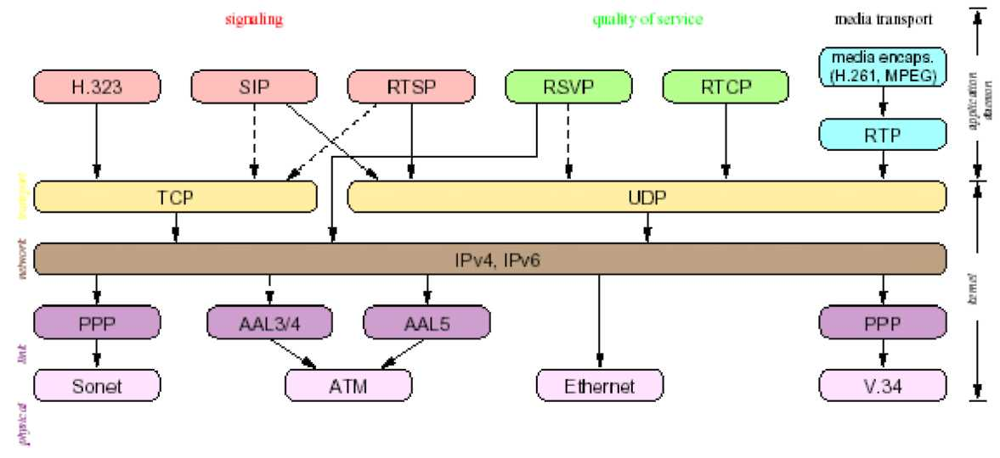 signaling
quality of service
media transport
H.323
SIP
RTSP
RSVP
RTCP
media encaps.
(H.261, MPEG)
RTP
application
daemon
transport
TCP
UDP
network
IPv4, IPv6
kernel
PPP
AAL3/4
AAL5
PPP
link
Sonet
ATM
Ethernet
V.34
physical